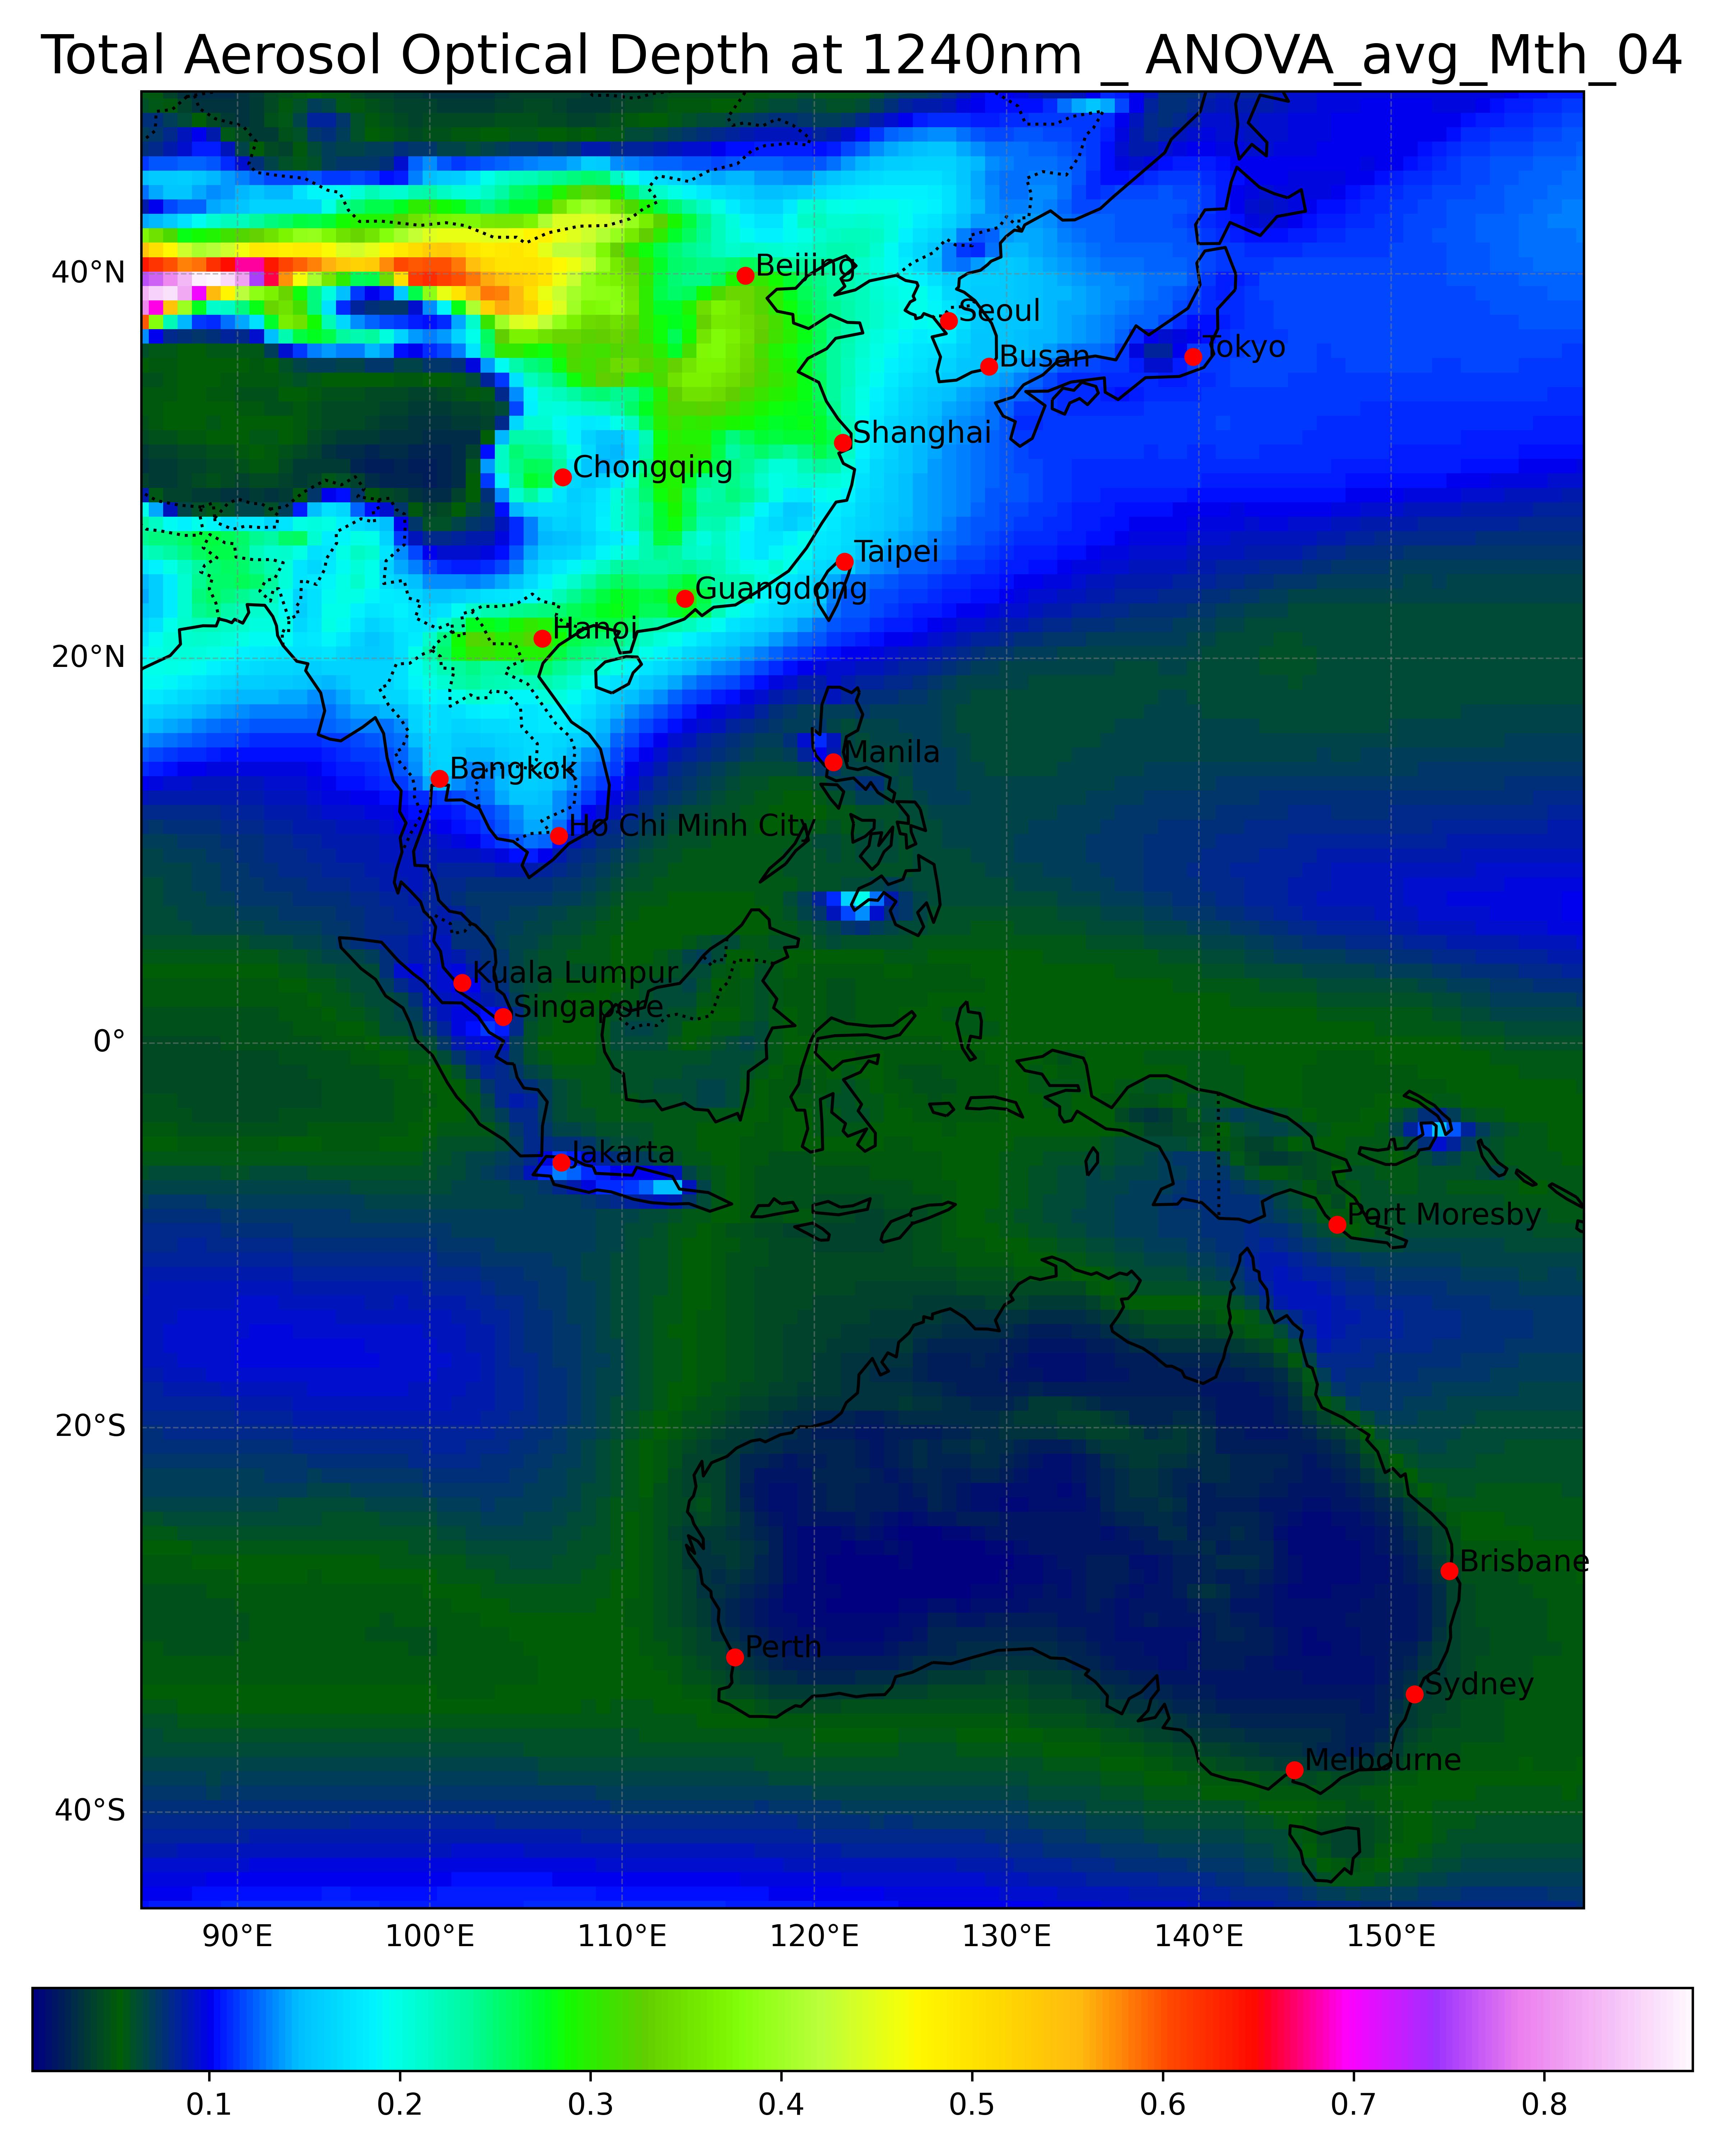 Total Aerosol Optical Depth at 1240nm _ ANOVA_avg_Mth_04
40°N
20°N
0°
20°S
40°S
Beijing
Seoul
Busan
Tokyo
Shanghai
Chongqing
Taipei
Guangdong
Hanoi
Manila
Bangkok
Ho Chi Minh City
Kuala Lumpur
Singapore
Jakarta
Port Moresby
Brisbane
Perth
Sydney
Melbourne
90°E 100°E 110°E 120°E 130°E 140°E 150°E
0.1 0.2 0.3 0.4 0.5 0.6 0.7 0.8